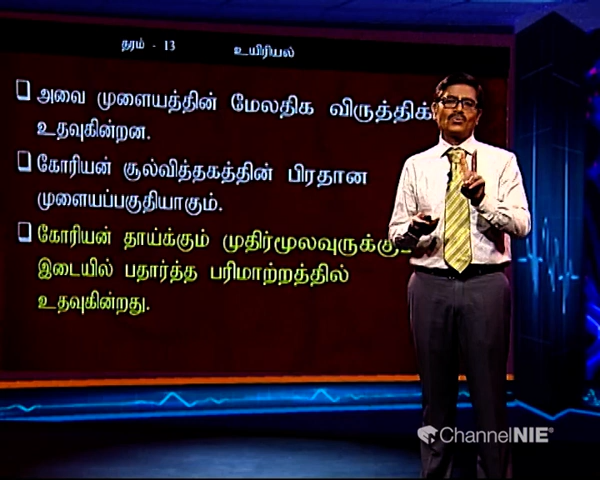 தரம் - 13 உயிரியல்
❑ அவை முளையத்தின் மேலதிக விருத்திக்
உதவுகின்றன.
❑ கோரியன் சூல்வித்தகத்தின் பிரதான
முளையப்பகுதியாகும்.
❑ கோரியன் தாய்க்கும் முதிர்மூலவுருக்கும்
இடையில் பதார்த்த பரிமாற்றத்தில்
உதவுகின்றது.
ChannelNIE®